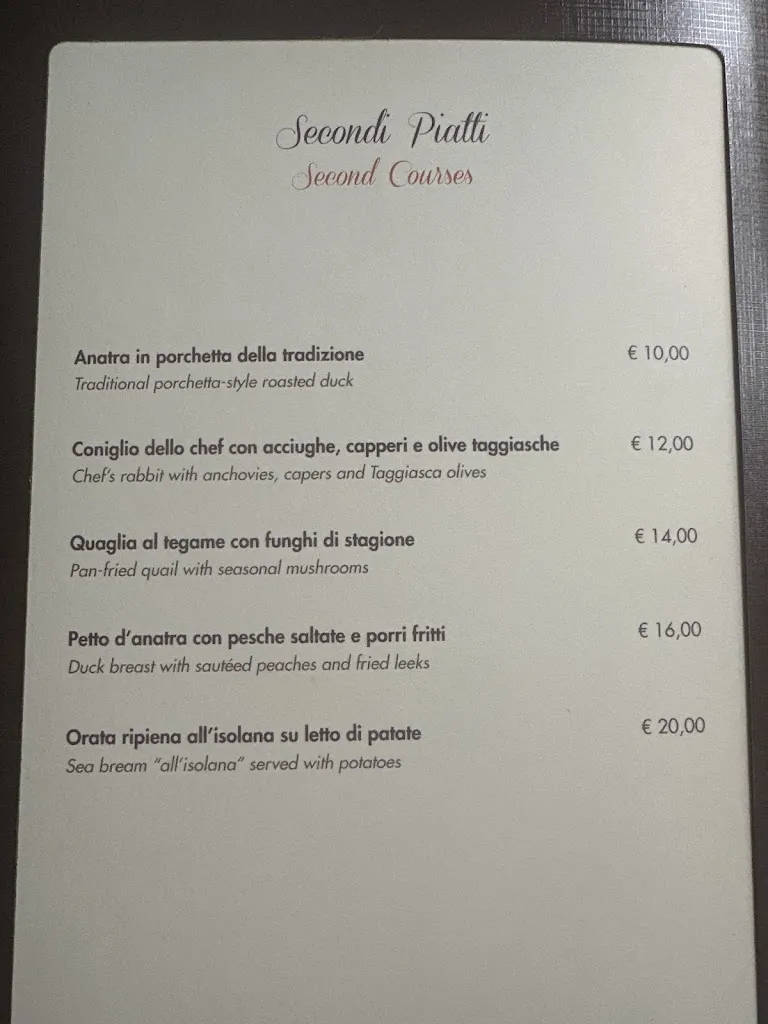 Secondi Piatti
Second Courses
Anatra in porchetta della tradizione € 10,00
Traditional porchetta-style roasted duck
Coniglio dello chef con acciughe, capperi e olive taggiasche € 12,00
Chef's rabbit with anchovies, capers and Taggiasca olives
Quaglia al tegame con funghi di stagione € 14,00
Pan-fried quail with seasonal mushrooms
Petto d'anatra con pesche saltate e porri fritti € 16,00
Duck breast with sautéed peaches and fried leeks
Orata ripiena all'isolana su letto di patate € 20,00
Sea bream "all'isolana" served with potatoes